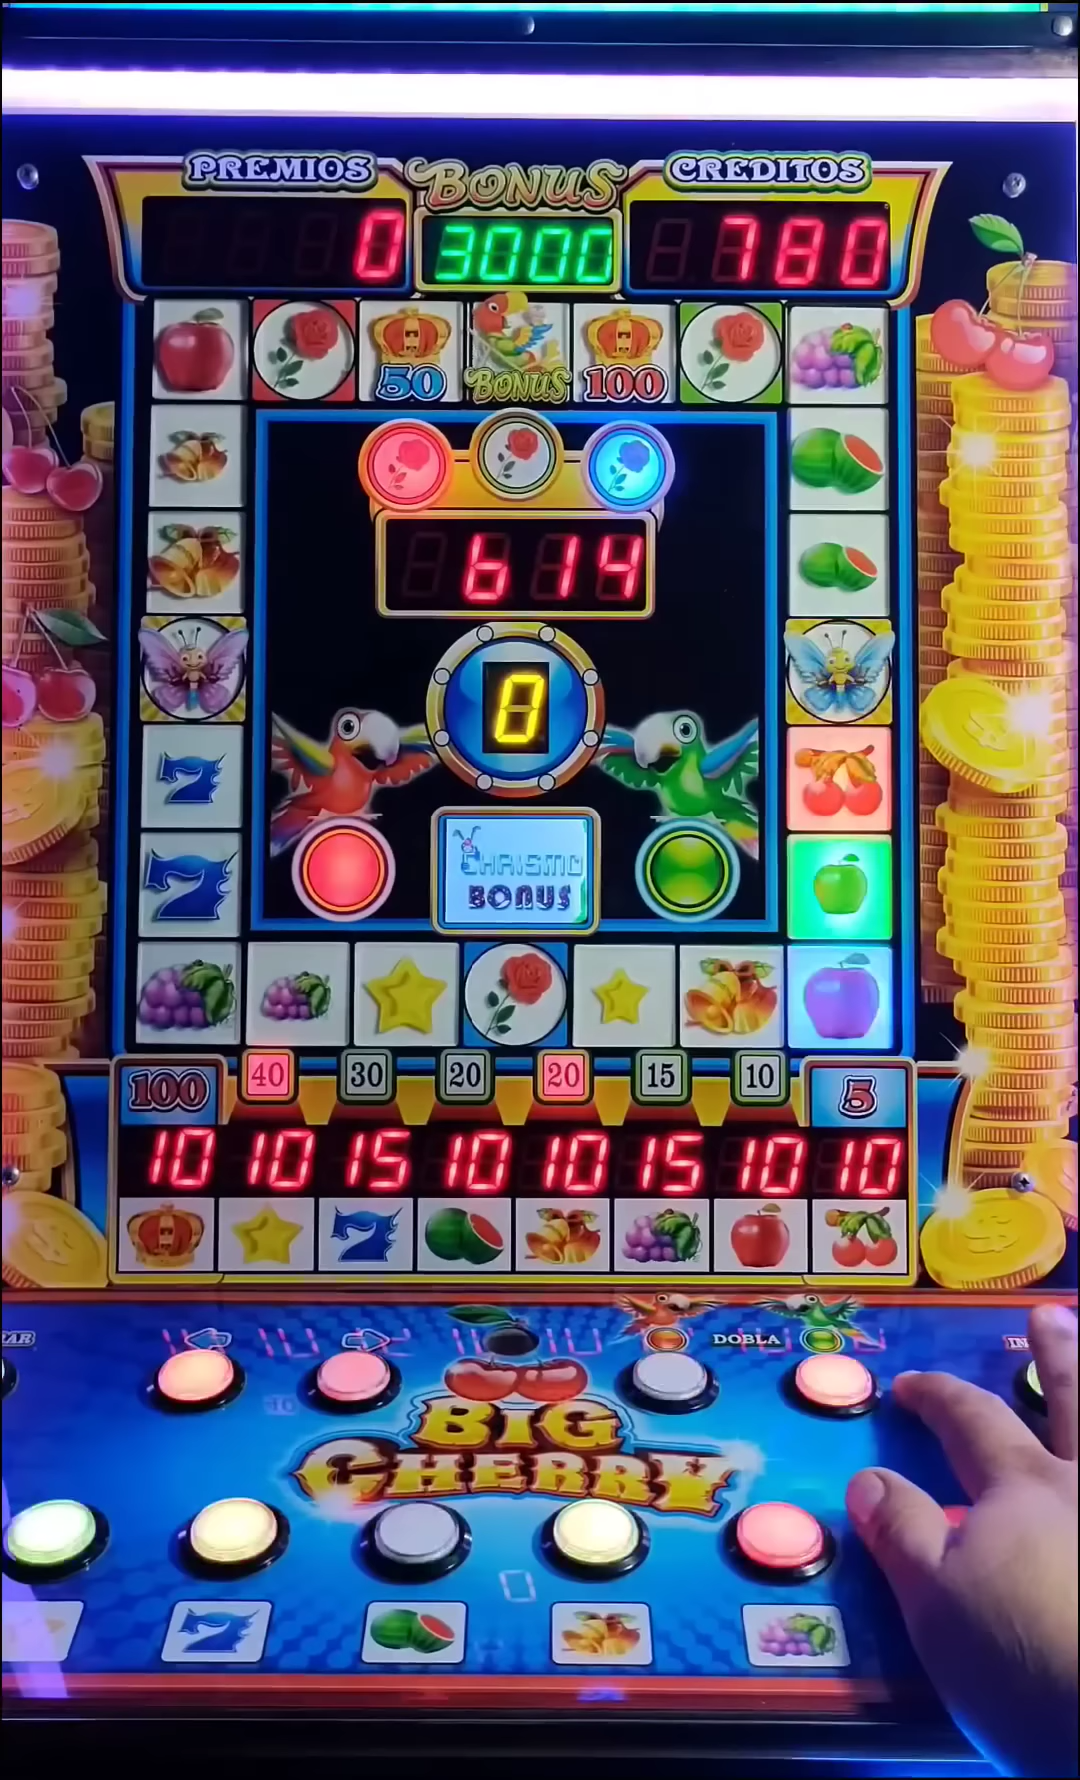 PREMIOS BONUS CREDITOS
0 3000 780
50 BONUS 100
614
0
CHRISMO
BONUS
100 40 30 20 20 15 10 5
10 10 15 10 10 15 10 10
DOBLA
BIG
CHERRY